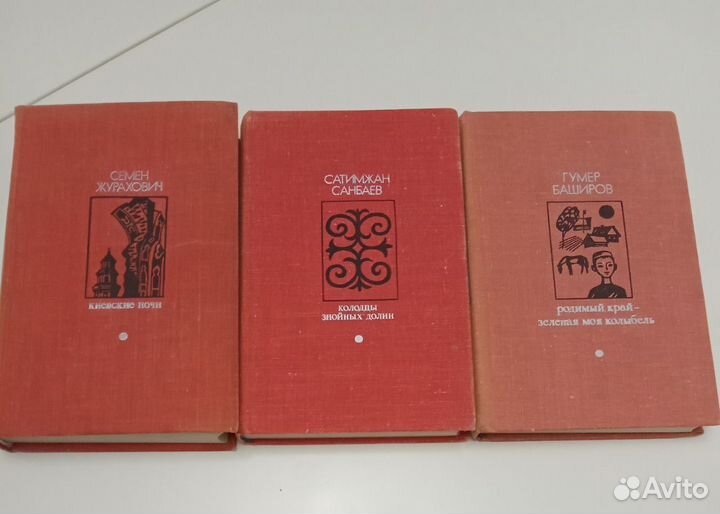 СЕМЕН
ЖУРАХОВИЧ
киевские ночи
САТИМЖАН
САНБАЕВ
колодцы
знойных долин
ГУМЕР
БАШИРОВ
родимый край –
зеленая моя колыбель
Avito